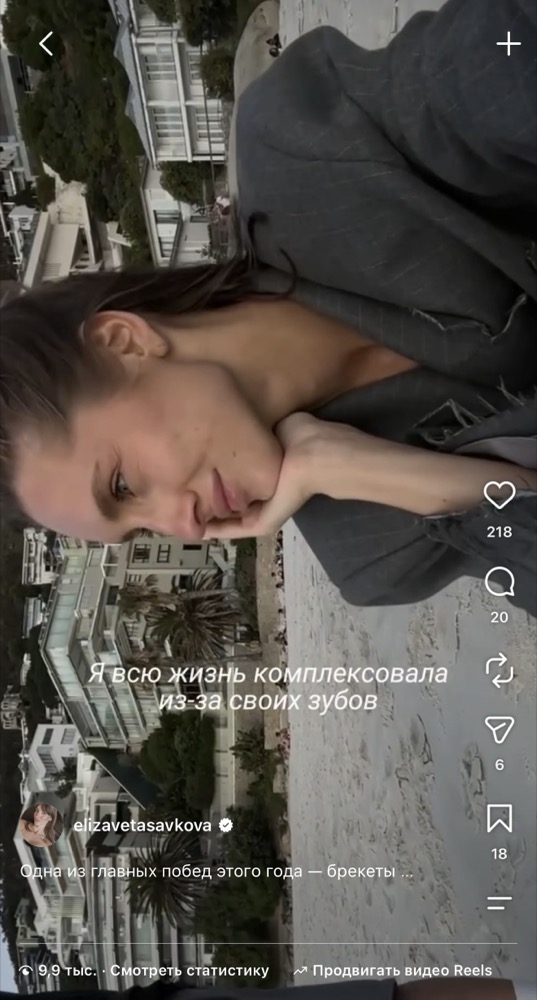 218
20
6
18
Я всю жизнь комплексовала
из-за своих зубов
elizavetasavkova
Одна из главных побед этого года — брекеты ...
9,9 тыс. · Смотреть статистику
Продвигать видео Reels